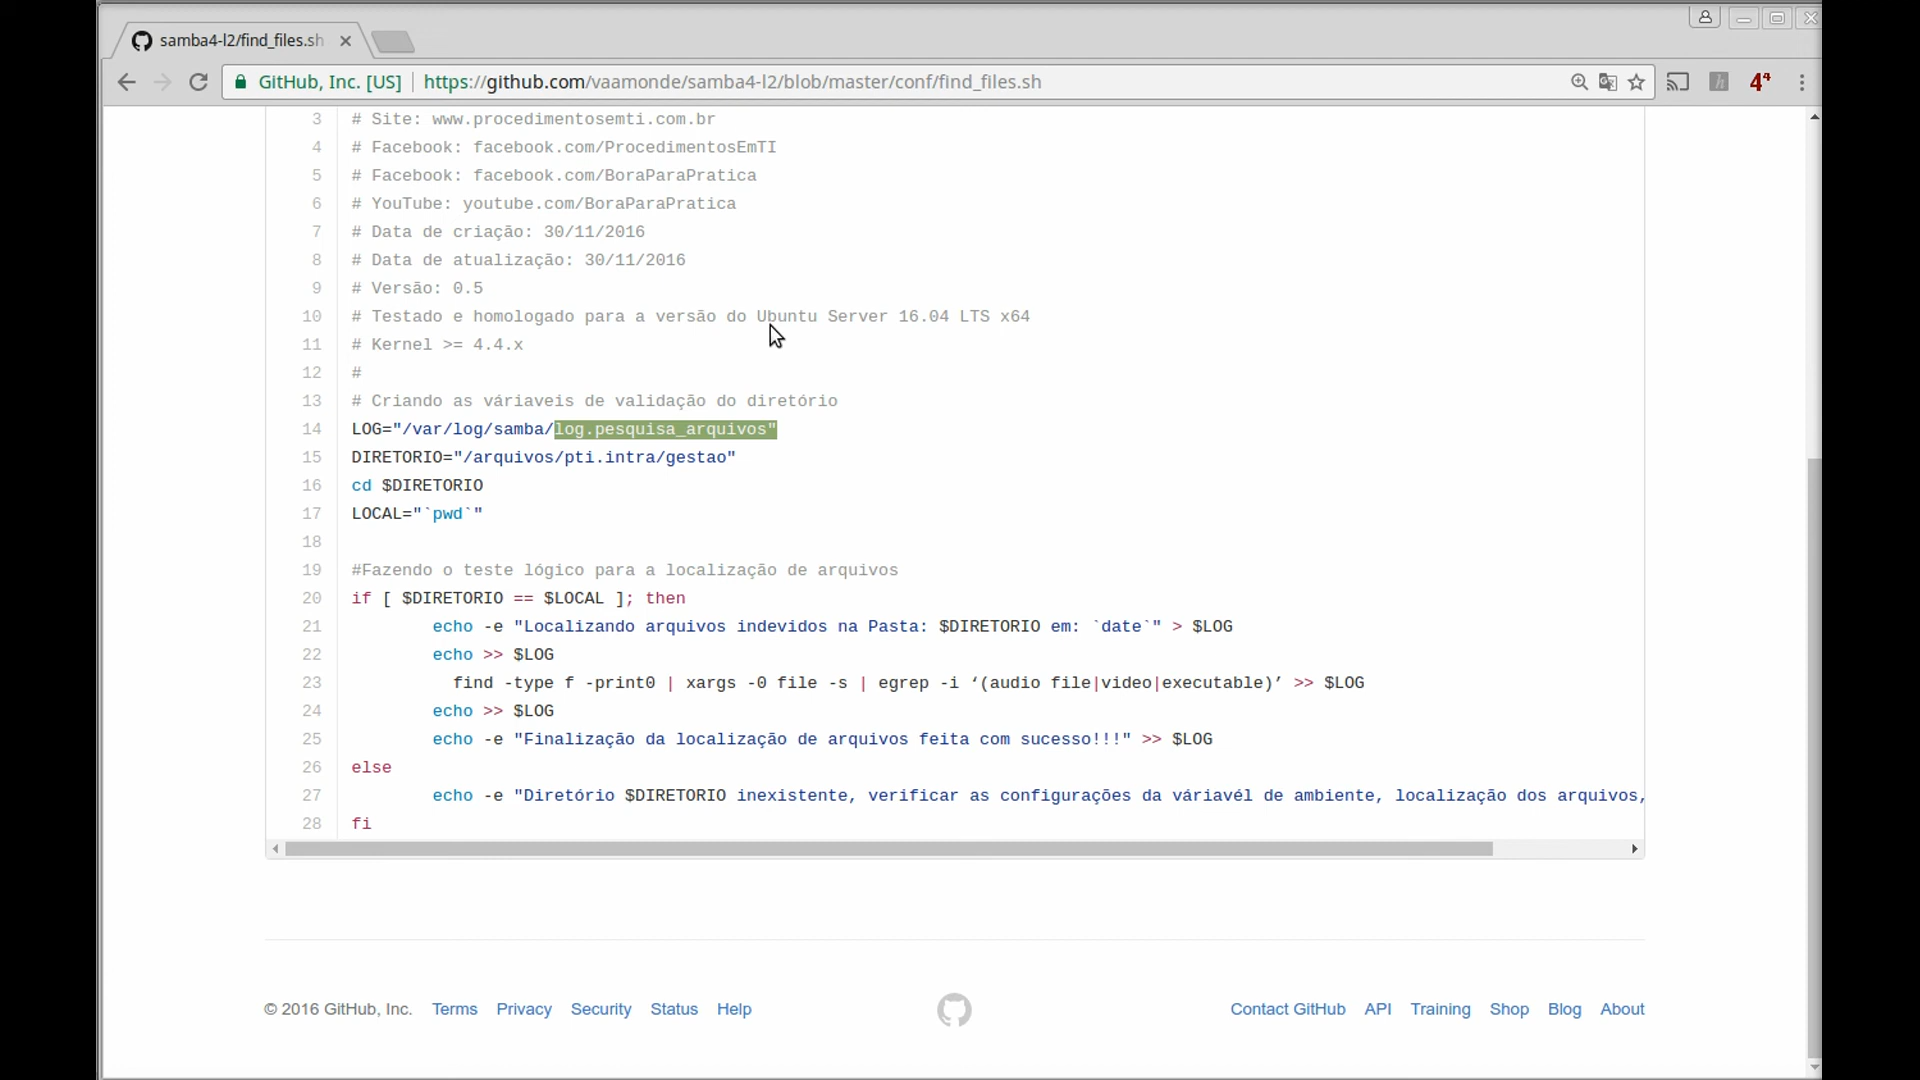 samba4-l2/find_files.sh
GitHub, Inc. [US] https://github.com/vaamonde/samba4-l2/blob/master/conf/find_files.sh
3 # Site: www.procedimentosemti.com.br
4 # Facebook: facebook.com/ProcedimentosEmTI
5 # Facebook: facebook.com/BoraParaPratica
6 # YouTube: youtube.com/BoraParaPratica
7 # Data de criação: 30/11/2016
8 # Data de atualização: 30/11/2016
9 # Versão: 0.5
10 # Testado e homologado para a versão do Ubuntu Server 16.04 LTS x64
11 # Kernel >= 4.4.x
12 #
13 # Criando as váriaveis de validação do diretório
14 LOG="/var/log/samba/log.pesquisa_arquivos"
15 DIRETORIO="/arquivos/pti.intra/gestao"
16 cd $DIRETORIO
17 LOCAL="`pwd`"
18
19 #Fazendo o teste lógico para a localização de arquivos
20 if [ $DIRETORIO == $LOCAL ]; then
21 echo -e "Localizando arquivos indevidos na Pasta: $DIRETORIO em: `date`" > $LOG
22 echo >> $LOG
23 find -type f -print0 | xargs -0 file -s | egrep -i ‘(audio file|video|executable)’ >> $LOG
24 echo >> $LOG
25 echo -e "Finalização da localização de arquivos feita com sucesso!!!" >> $LOG
26 else
27 echo -e "Diretório $DIRETORIO inexistente, verificar as configurações da váriavél de ambiente, localização dos arquivos,
28 fi
© 2016 GitHub, Inc. Terms Privacy Security Status Help Contact GitHub API Training Shop Blog About